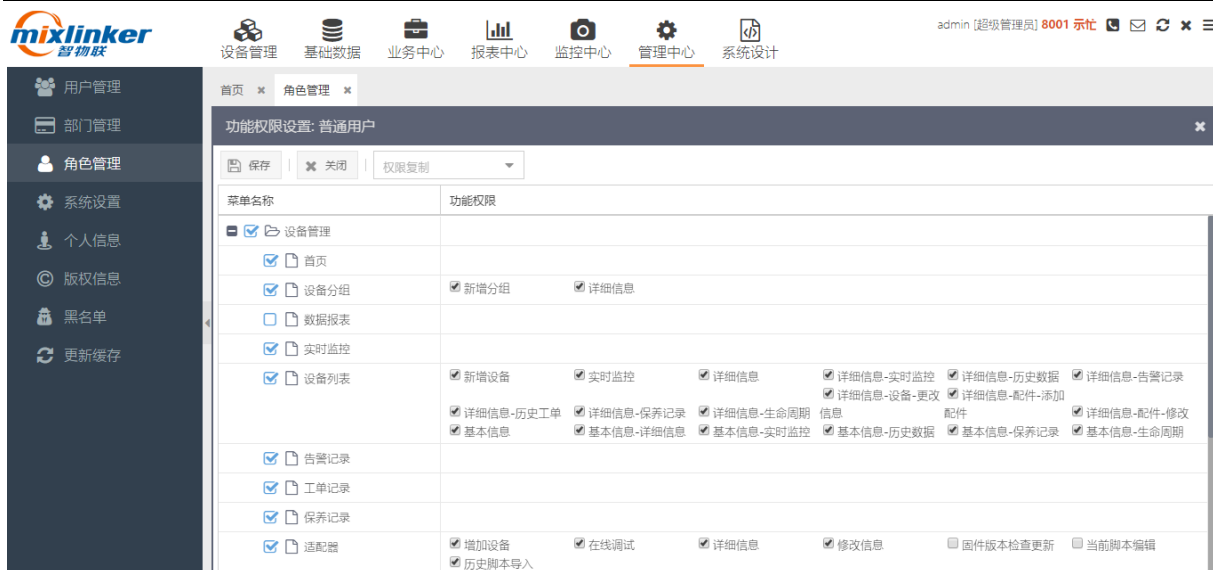 mixlinker
智物联
设备管理 基础数据 业务中心 报表中心 监控中心 管理中心 系统设计
admin [超级管理员] 8001 示忙
用户管理
部门管理
角色管理
系统设置
个人信息
版权信息
黑名单
更新缓存
首页 角色管理
功能权限设置: 普通用户
保存 关闭 权限复制
菜单名称 功能权限
设备管理
首页
设备分组 新增分组 详细信息
数据报表
实时监控
设备列表 新增设备 实时监控 详细信息 详细信息-实时监控 详细信息-历史数据 详细信息-告警记录
详细信息-设备-更改 详细信息-配件-添加
详细信息-历史工单 详细信息-保养记录 详细信息-生命周期 信息 配件 详细信息-配件-修改
基本信息 基本信息-详细信息 基本信息-实时监控 基本信息-历史数据 基本信息-保养记录 基本信息-生命周期
告警记录
工单记录
保养记录
适配器 增加设备 在线调试 详细信息 修改信息 固件版本检查更新 当前脚本编辑
历史脚本导入